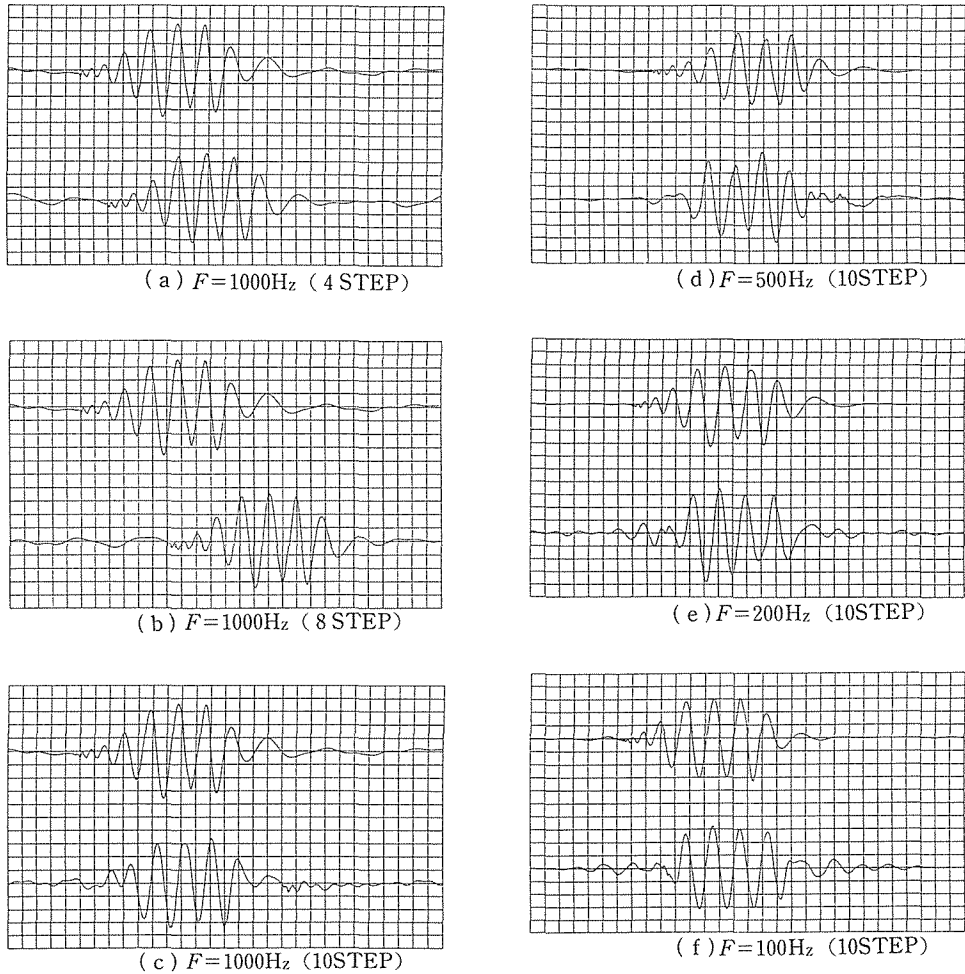 (a) F=1000Hz (4 STEP)
(b) F=1000Hz (8 STEP)
(c) F=1000Hz (10STEP)
(d) F=500Hz (10STEP)
(e) F=200Hz (10STEP)
(f) F=100Hz (10STEP)